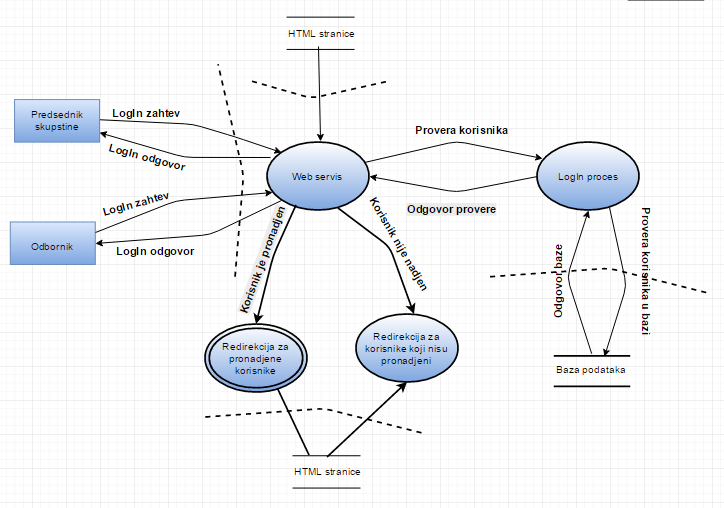 HTML stranice
Predsednik
skupstine
LogIn zahtev
LogIn odgovor
Provera korisnika
Web servis
LogIn proces
LogIn zahtev
Odgovor provere
Odbornik
LogIn odgovor
Korisnik je pronadjen
Korisnik nije nadjen
Odgovor baze
Provera korisnika u bazi
Redirekcija za
pronadjene
korisnike
Redirekcija za
korisnike koji nisu
pronadjeni
Baza podataka
HTML stranice